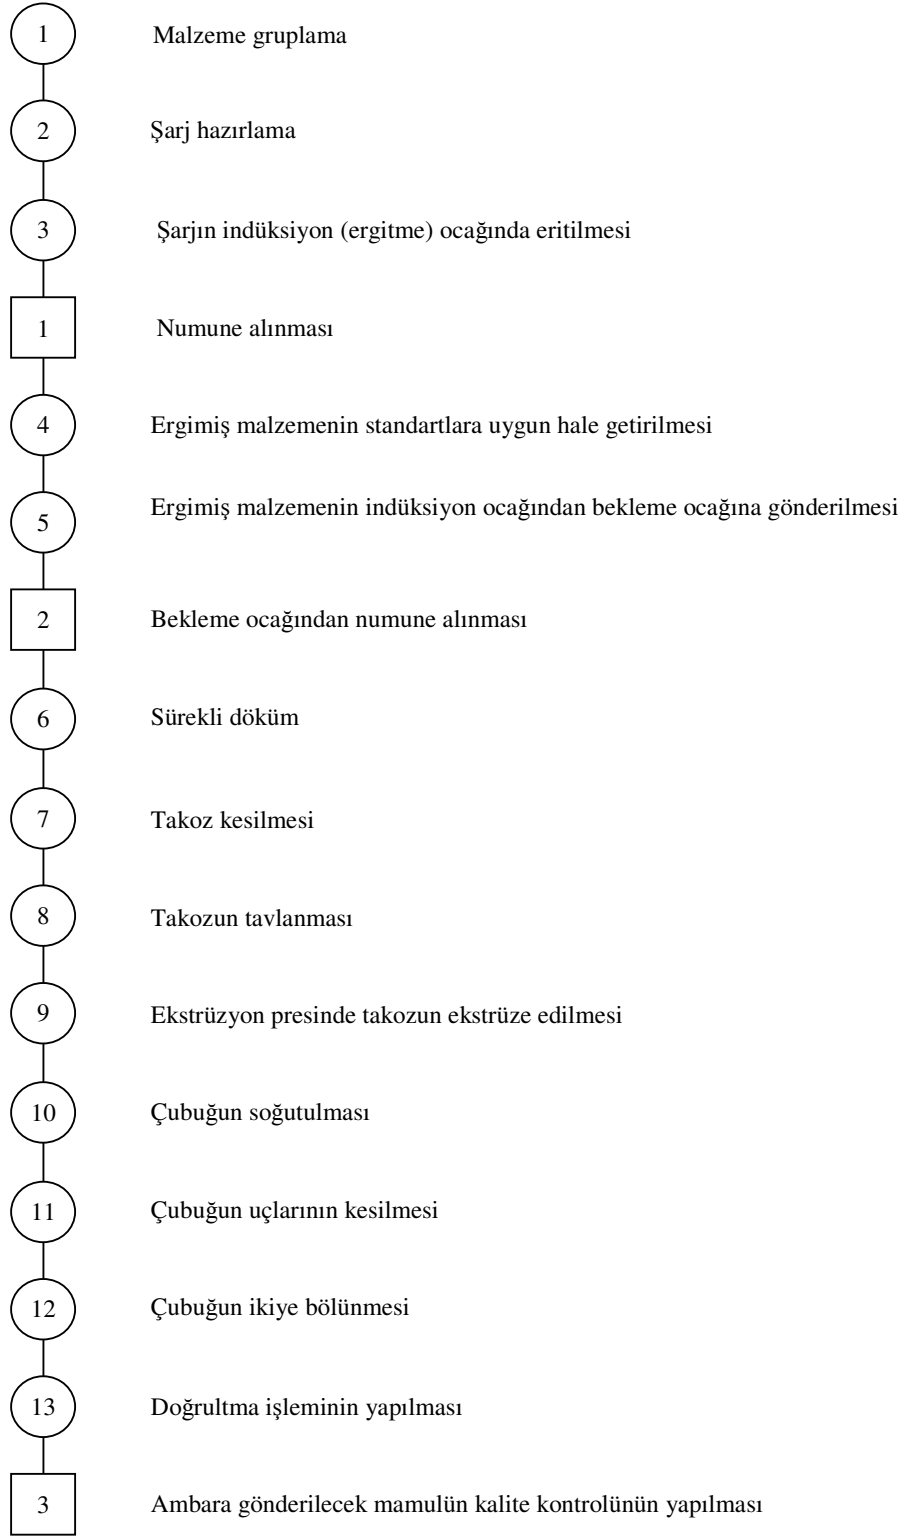 1 Malzeme gruplama
2 Şarj hazırlama
3 Şarjın indüksiyon (ergitme) ocağında eritilmesi
1 Numune alınması
4 Ergimiş malzemenin standartlara uygun hale getirilmesi
5 Ergimiş malzemenin indüksiyon ocağından bekleme ocağına gönderilmesi
2 Bekleme ocağından numune alınması
6 Sürekli döküm
7 Takoz kesilmesi
8 Takozun tavlanması
9 Ekstrüzyon presinde takozun ekstrüze edilmesi
10 Çubuğun soğutulması
11 Çubuğun uçlarının kesilmesi
12 Çubuğun ikiye bölünmesi
13 Doğrultma işleminin yapılması
3 Ambara gönderilecek mamulün kalite kontrolünün yapılması